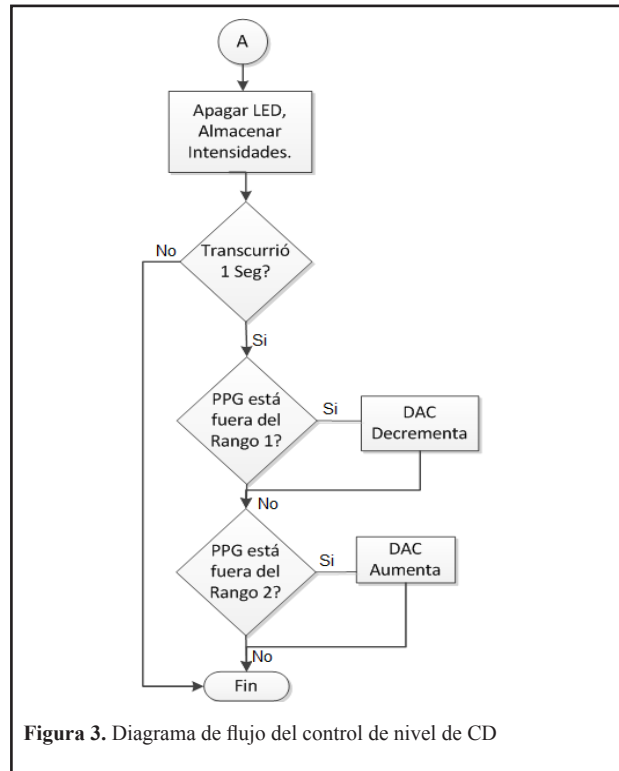 A
Apagar LED,
Almacenar
Intensidades.
No
Transcurrió
1 Seg?
Si
PPG está
fuera del
Rango 1?
Si
DAC
Decrementa
No
PPG está
fuera del
Rango 2?
Si
DAC
Aumenta
No
Fin
Figura 3. Diagrama de flujo del control de nivel de CD